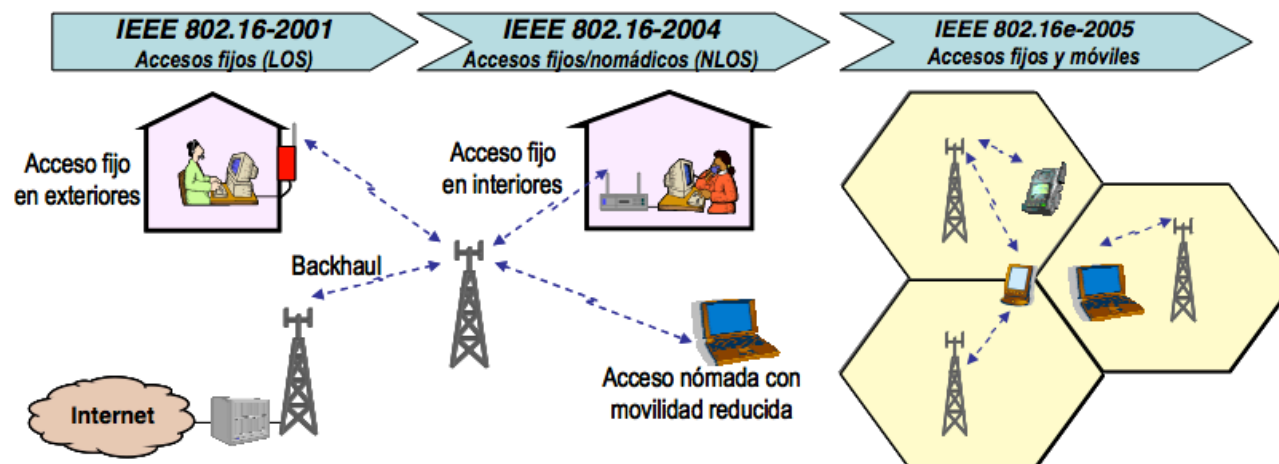 IEEE 802.16-2001
Accesos fijos (LOS)
IEEE 802.16-2004
Accesos fijos/nomádicos (NLOS)
IEEE 802.16e-2005
Accesos fijos y móviles
Acceso fijo
en exteriores
Acceso fijo
en interiores
Backhaul
Internet
Acceso nómada con
movilidad reducida